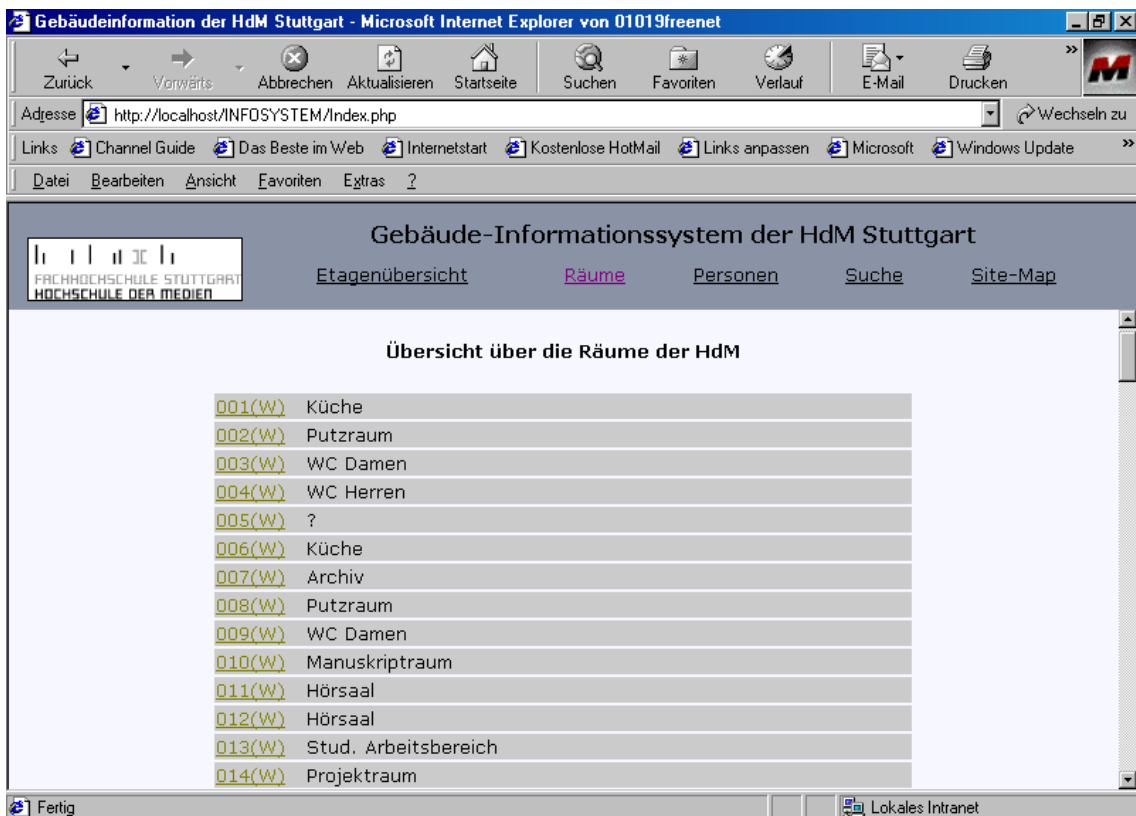 Gebäudeinformation der HdM Stuttgart - Microsoft Internet Explorer von 01019freenet
Zurück Vorwärts Abbrechen Aktualisieren Startseite Suchen Favoriten Verlauf E-Mail Drucken »
Adresse http://localhost/INFOSYSTEM/Index.php Wechseln zu
Links Channel Guide Das Beste im Web Internetstart Kostenlose HotMail Links anpassen Microsoft Windows Update »
Datei Bearbeiten Ansicht Favoriten Extras ?
Gebäude-Informationssystem der HdM Stuttgart
FACHHOCHSCHULE STUTTGART
HOCHSCHULE DER MEDIEN
Etagenübersicht Räume Personen Suche Site-Map
Übersicht über die Räume der HdM
001(W) Küche
002(W) Putzraum
003(W) WC Damen
004(W) WC Herren
005(W) ?
006(W) Küche
007(W) Archiv
008(W) Putzraum
009(W) WC Damen
010(W) Manuskriptraum
011(W) Hörsaal
012(W) Hörsaal
013(W) Stud. Arbeitsbereich
014(W) Projektraum
Fertig Lokales Intranet